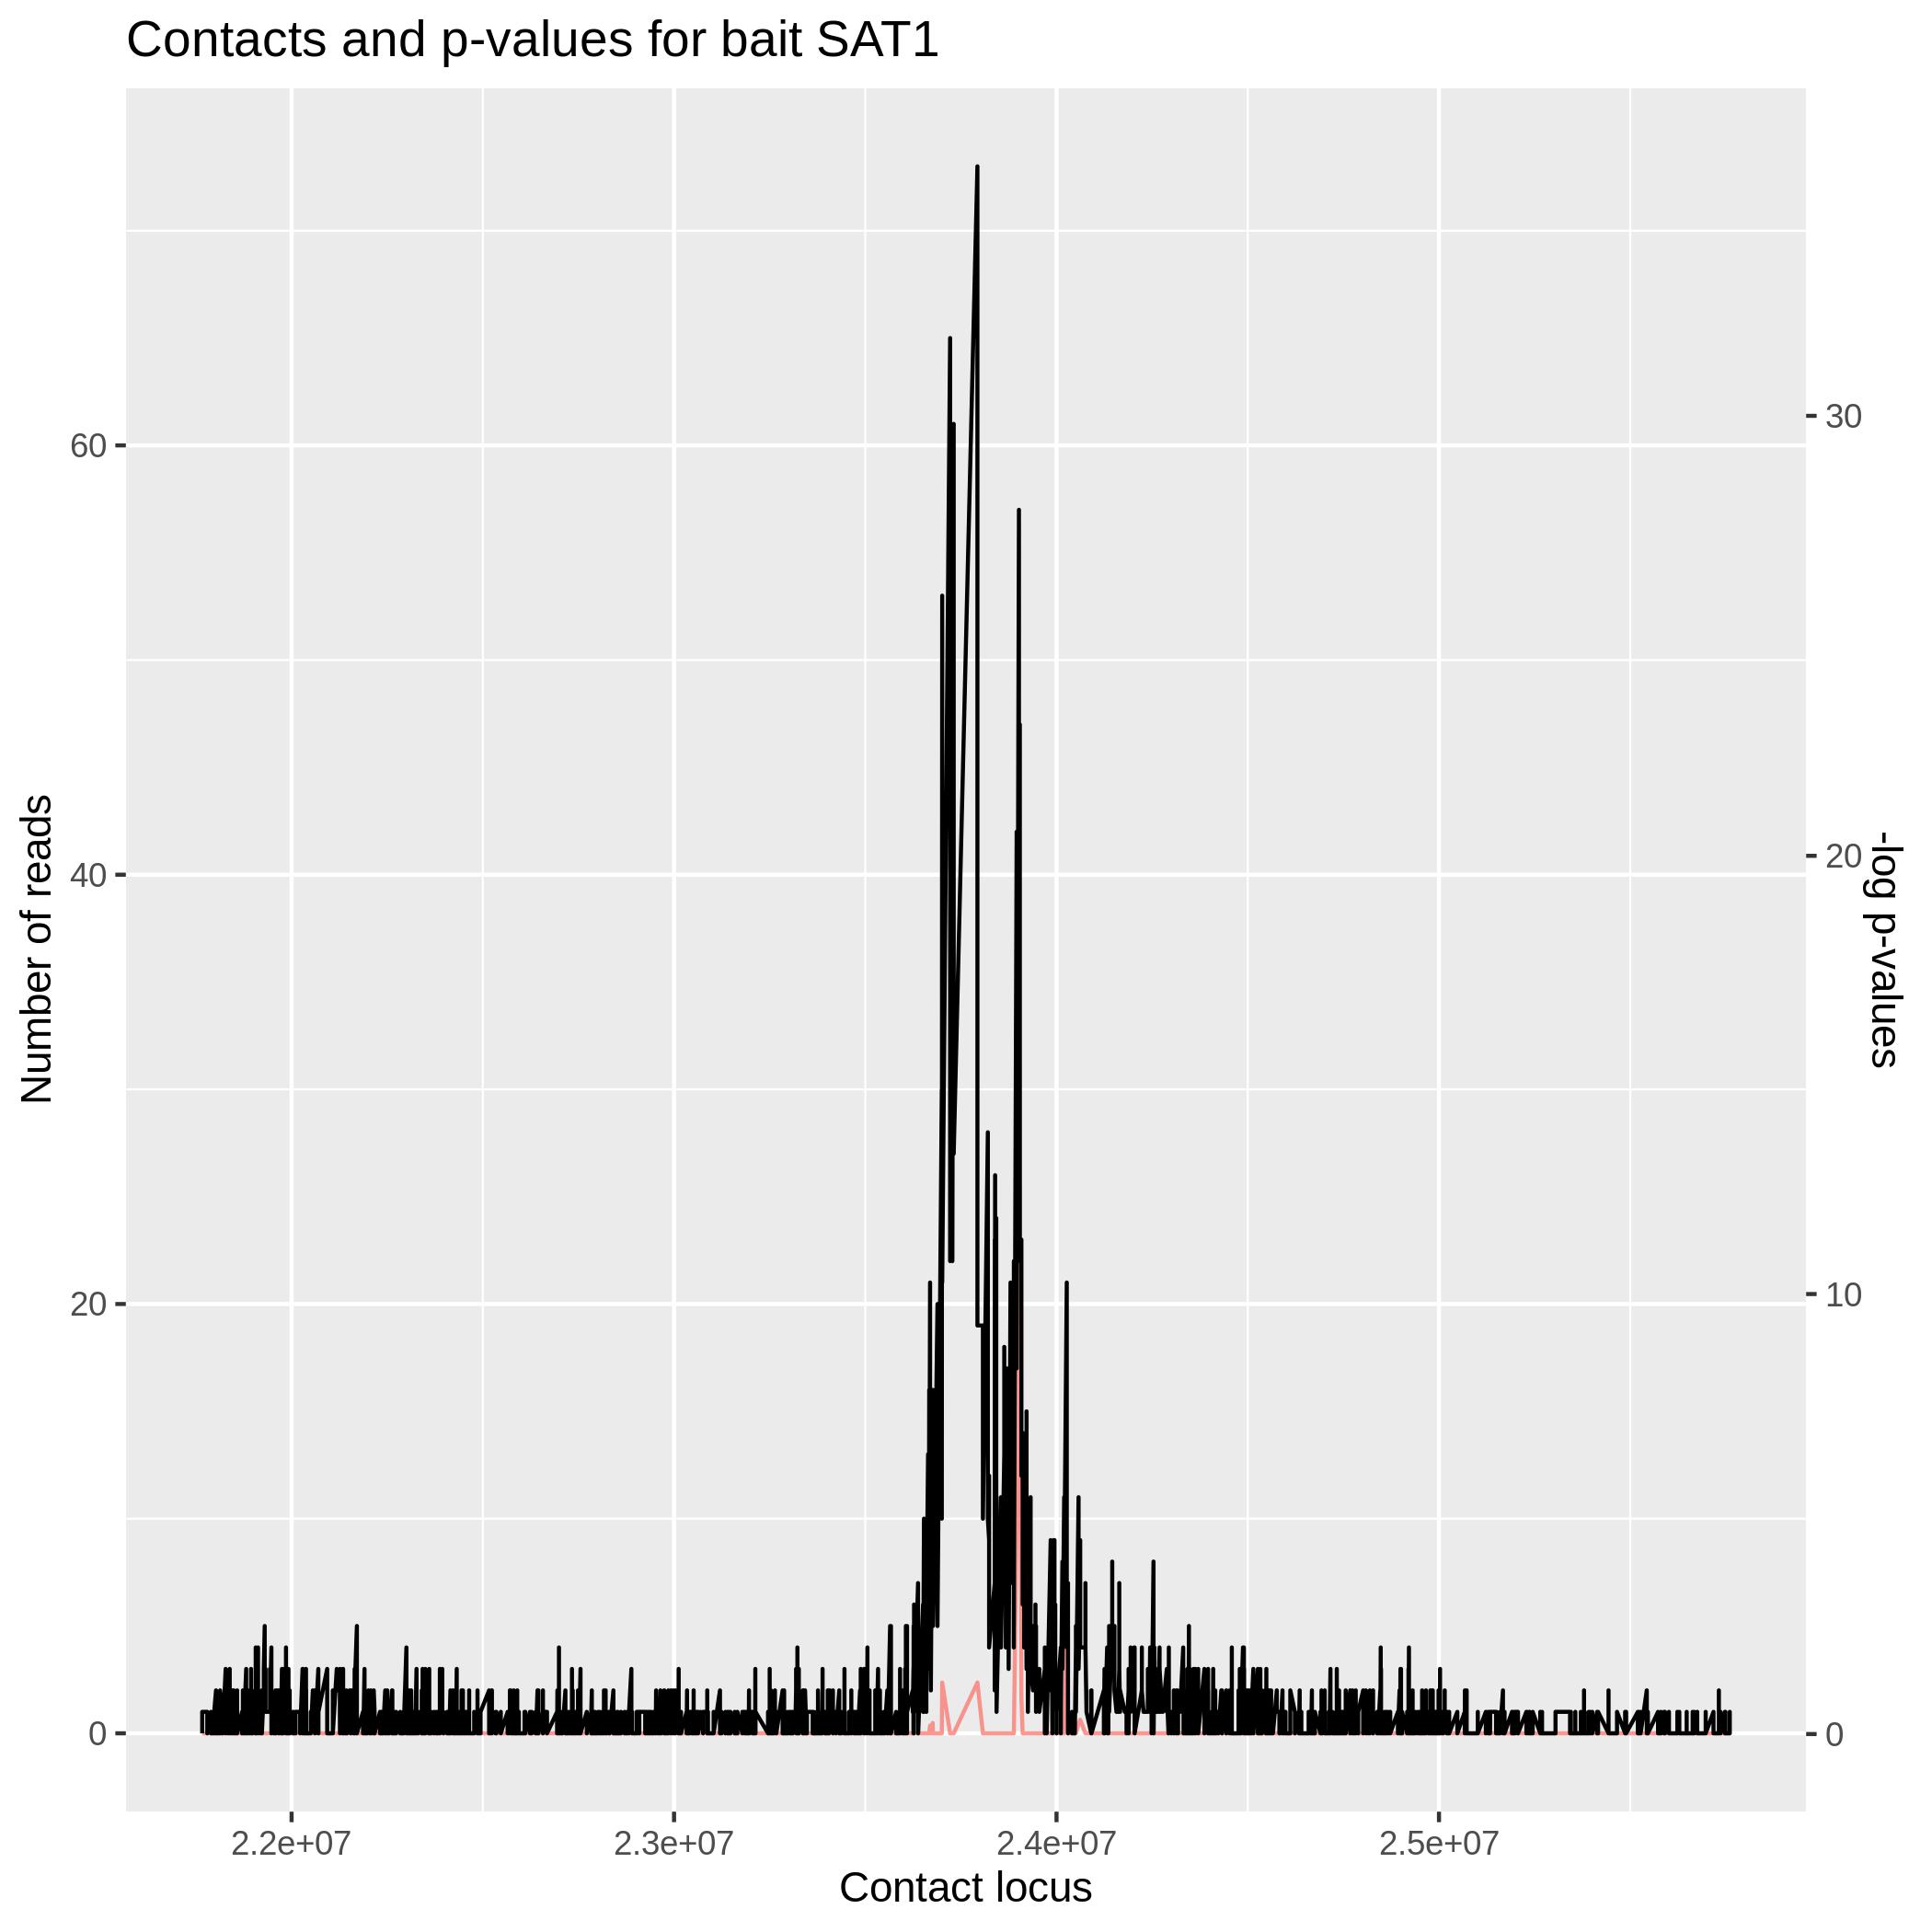 Contacts and p-values for bait SAT1
60
40
20
0
Number of reads
30
20
10
0
-log p-values
2.2e+07
2.3e+07
2.4e+07
2.5e+07
Contact locus